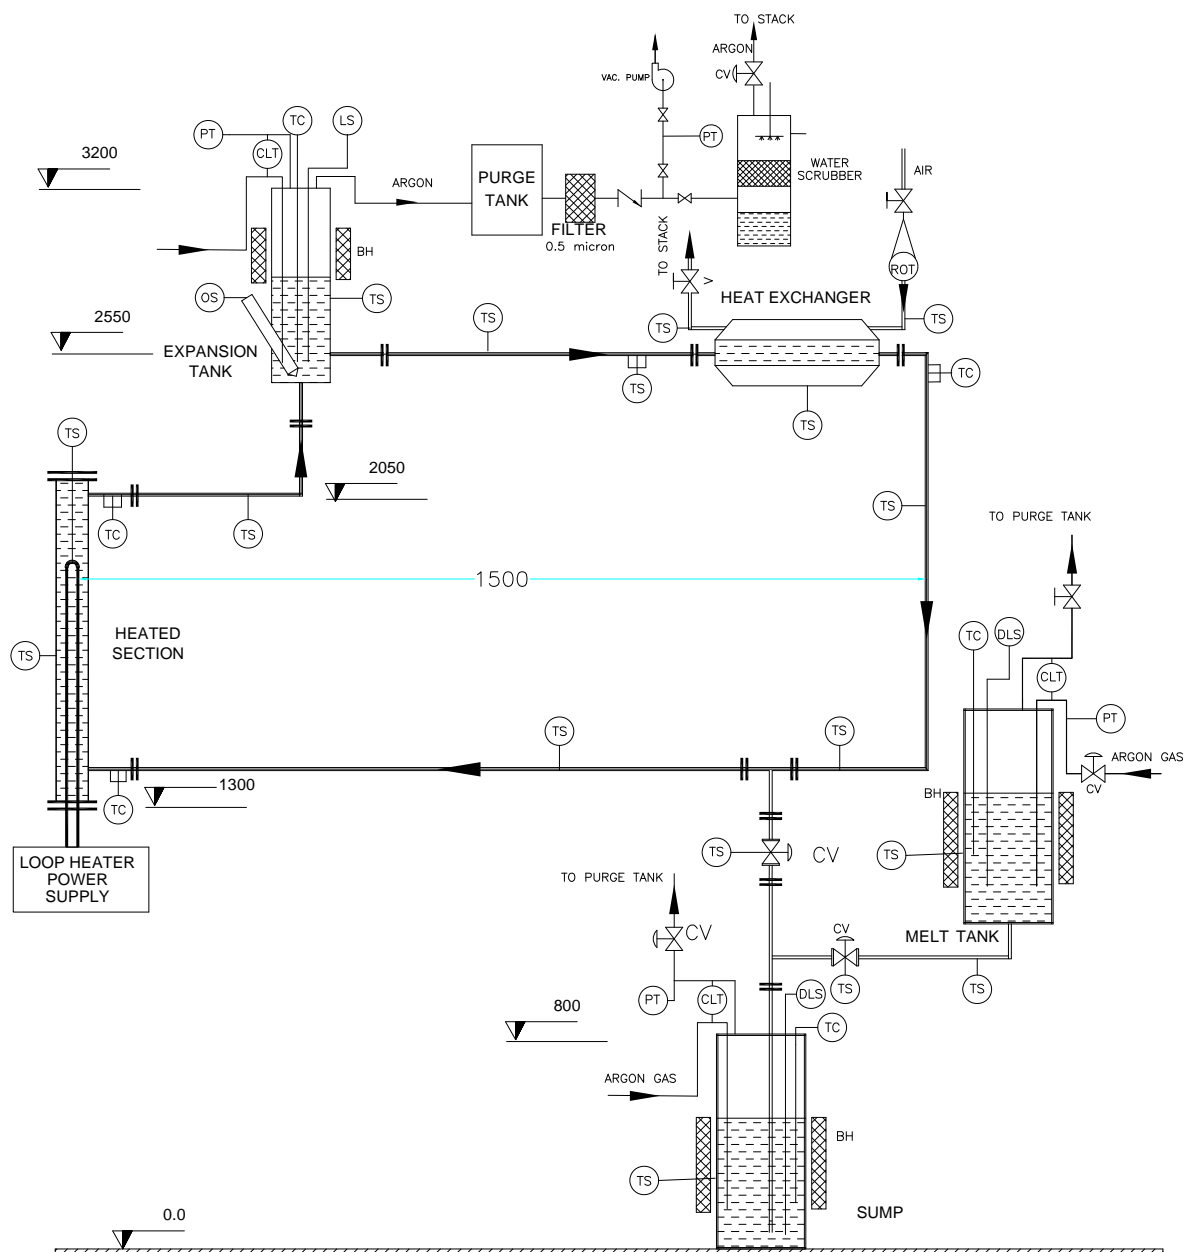 TO STACK
ARGON
CV
VAC. PUMP
PT
TC
LS
CLT
PT
3200
ARGON
PURGE
TANK
FILTER
0.5 micron
WATER
SCRUBBER
AIR
TO STACK
V
ROT
BH
OS
TS
HEAT EXCHANGER
2550
EXPANSION
TANK
TS
TS
TS
TS
TC
TS
TS
2050
TC
TS
TS
TO PURGE TANK
1500
HEATED
SECTION
TS
TC
DLS
CLT
PT
ARGON GAS
CV
TS
TS
TC
1300
BH
TS
LOOP HEATER
POWER
SUPPLY
TS
CV
TO PURGE TANK
CV
MELT TANK
CV
TS
TS
PT
CLT
DLS
TC
800
ARGON GAS
BH
TS
SUMP
0.0